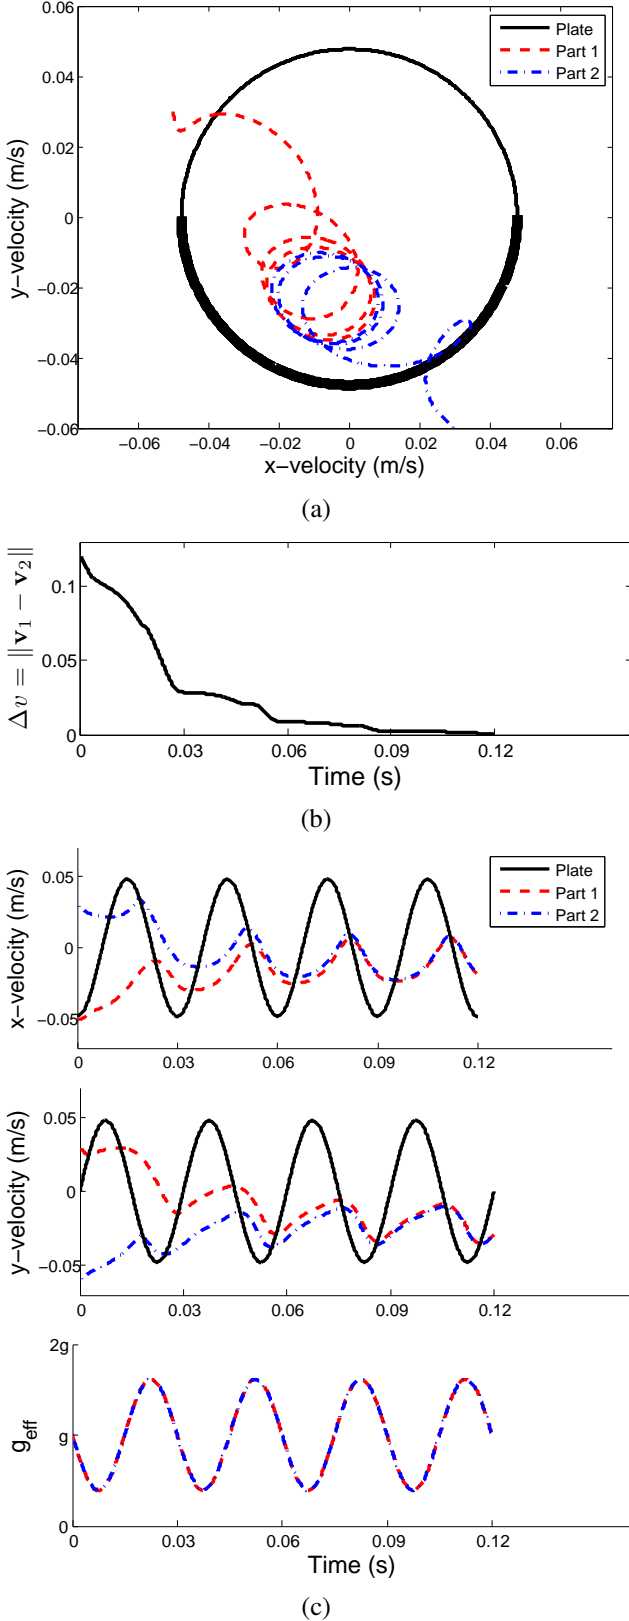 0.06
0.04
0.02
0
−0.02
−0.04
−0.06
y−velocity (m/s)
Plate
Part 1
Part 2
−0.06
−0.04
−0.02
0
0.02
0.04
0.06
x−velocity (m/s)
(a)
Δv = ||v₁ − v₂||
0.1
0.05
0
0
0.03
0.06
0.09
0.12
Time (s)
(b)
x−velocity (m/s)
0.05
0
−0.05
Plate
Part 1
Part 2
0
0.03
0.06
0.09
0.12
y−velocity (m/s)
0.05
0
−0.05
0
0.03
0.06
0.09
0.12
g_eff
2g
g
0
0
0.03
0.06
0.09
0.12
Time (s)
(c)